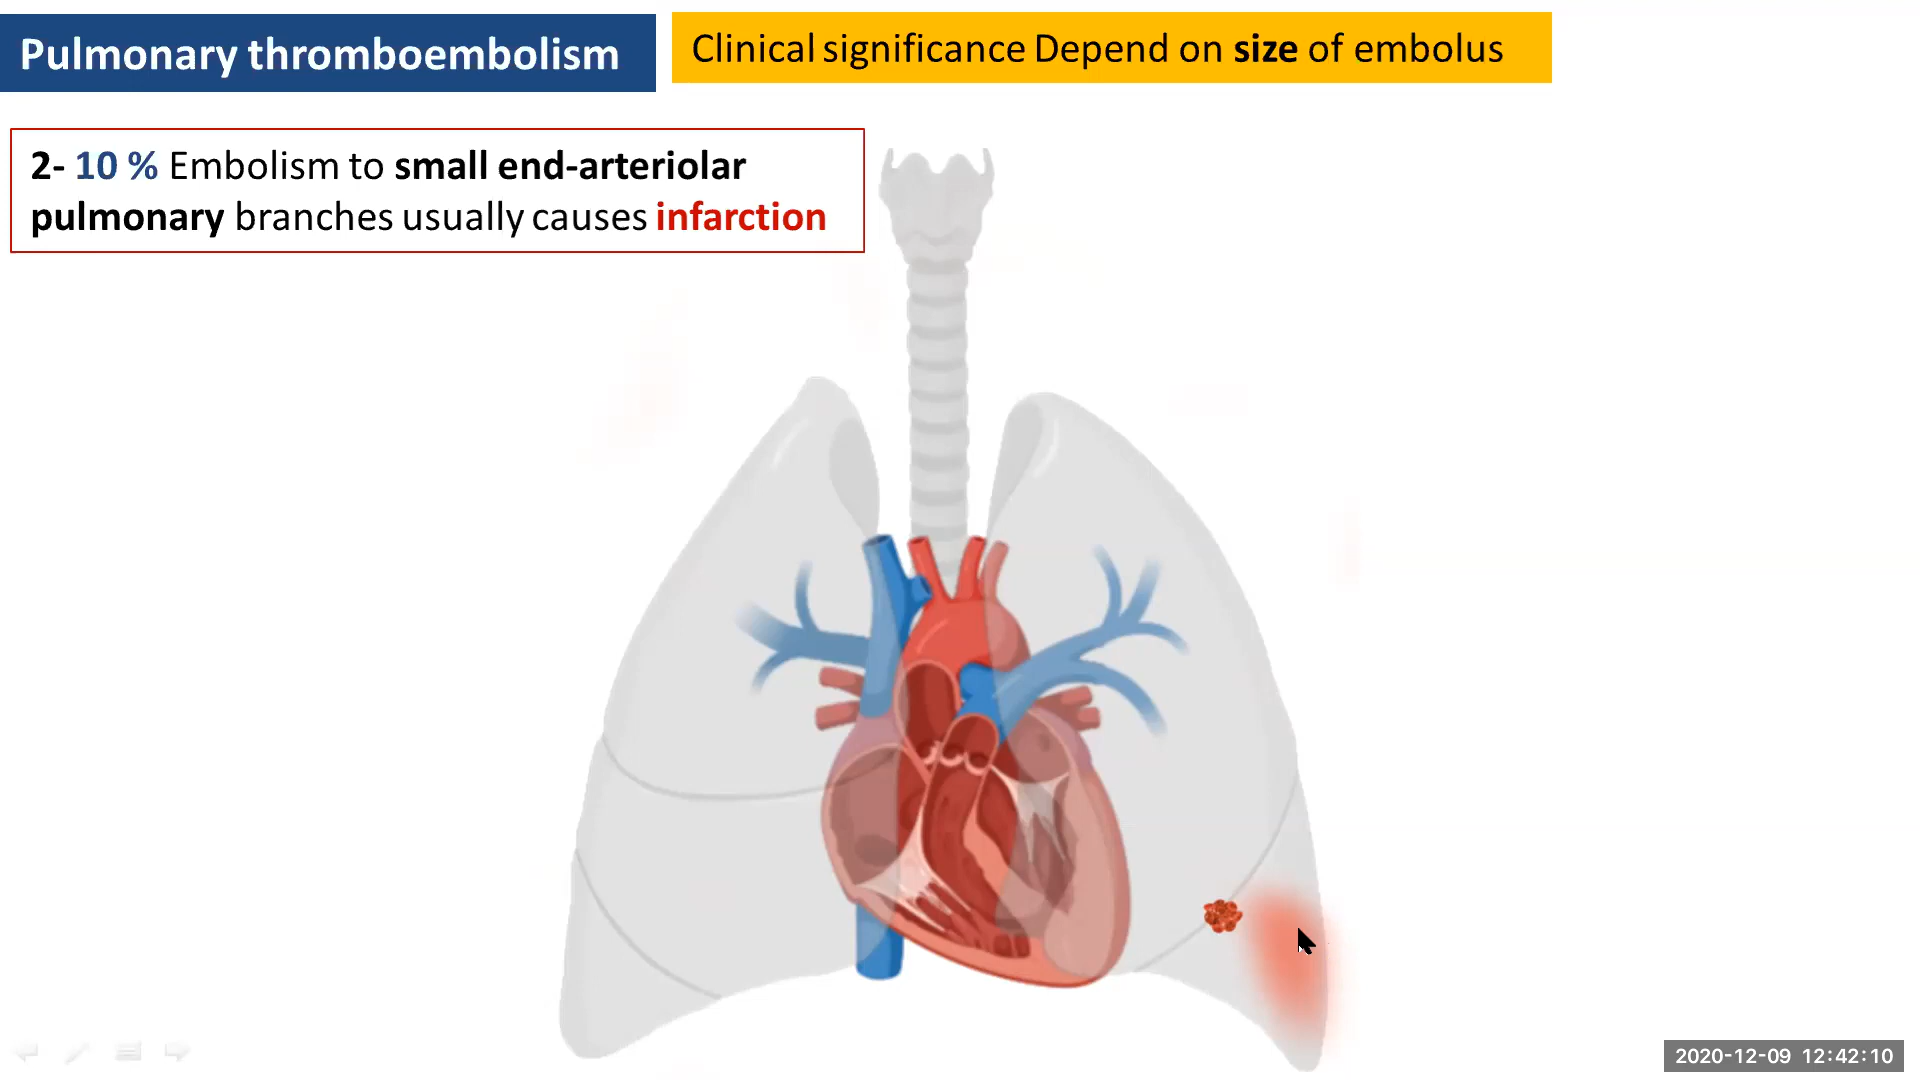 Pulmonary thromboembolism
Clinical significance Depend on size of embolus
2- 10 % Embolism to small end-arteriolar
pulmonary branches usually causes infarction
2020-12-09 12:42:10